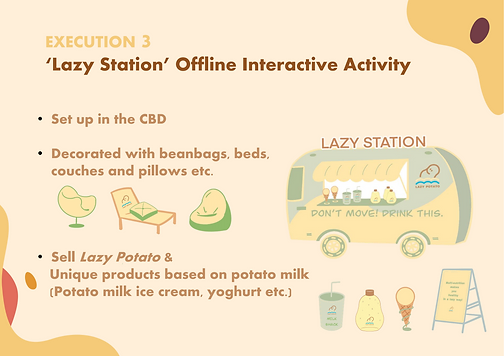 EXECUTION 3
‘Lazy Station’ Offline Interactive Activity
• Set up in the CBD
• Decorated with beanbags, beds,
couches and pillows etc.
LAZY STATION
LAZY POTATO
DON'T MOVE! DRINK THIS.
• Sell Lazy Potato &
Unique products based on potato milk
(Potato milk ice cream, yoghurt etc.)